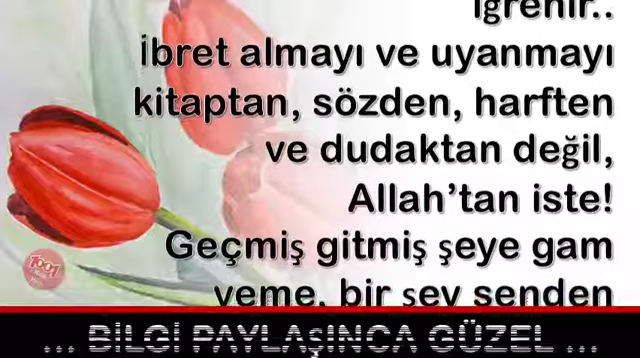 iğrenir..
İbret almayı ve uyanmayı
kitaptan, sözden, harften
ve dudaktan değil,
Allah’tan iste!
Geçmiş gitmiş şeye gam
yeme, bir şey senden
1001
... BİLGİ PAYLAŞINCA GÜZEL ...